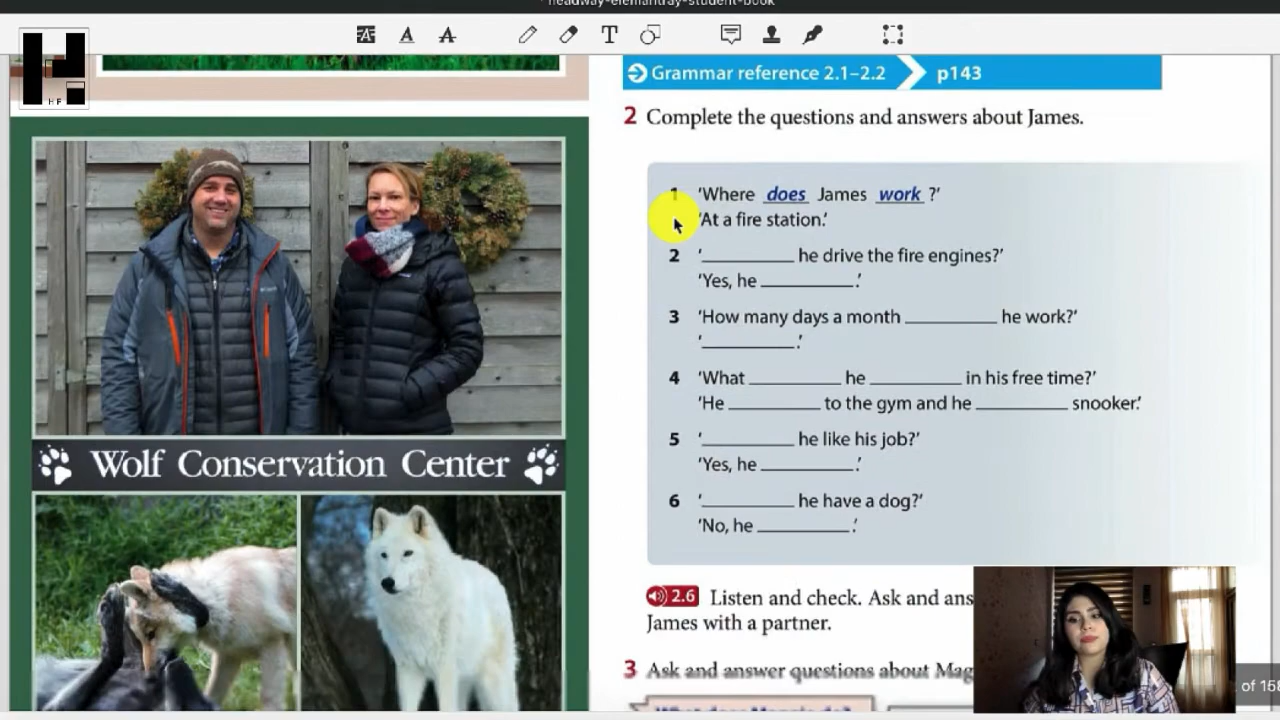 headway-elemantray-student-book
H F
Grammar reference 2.1–2.2 p143
2 Complete the questions and answers about James.
1 'Where does James work ?'
'At a fire station.'
2 '__________ he drive the fire engines?'
'Yes, he __________.'
3 'How many days a month __________ he work?'
'__________.'
4 'What __________ he __________ in his free time?'
'He __________ to the gym and he __________ snooker.'
5 '__________ he like his job?'
'Yes, he __________.'
6 '__________ he have a dog?'
'No, he __________.'
2.6 Listen and check. Ask and ans
James with a partner.
3 Ask and answer questions about Mag
Wolf Conservation Center
of 158